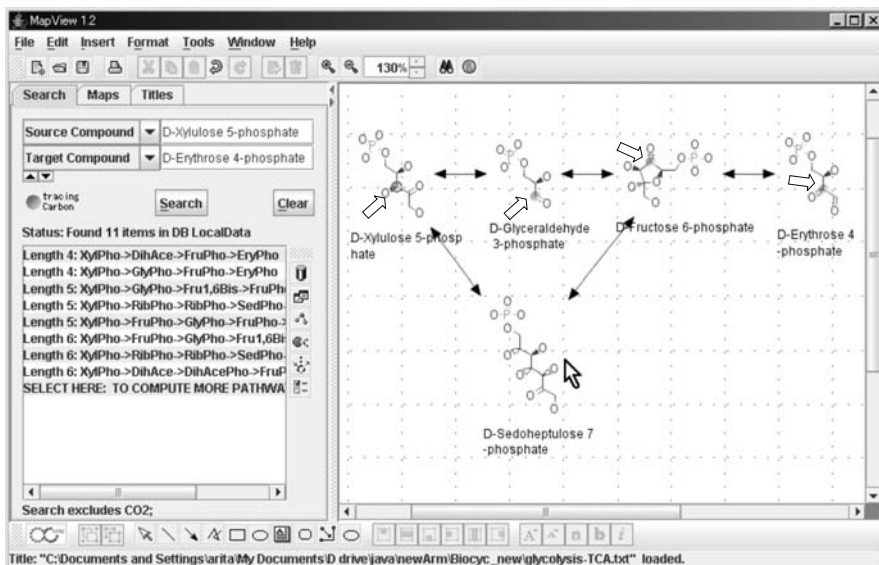 MapView 1.2
File Edit Insert Format Tools Window Help
130%
Search Maps Titles
Source Compound D-Xylulose 5-phosphate
Target Compound D-Erythrose 4-phosphate
tracing
Carbon
Search Clear
Status: Found 11 items in DB LocalData
Length 4: XylPho->DihAce->FruPho->EryPho
Length 4: XylPho->GlyPho->FruPho->EryPho
Length 5: XylPho->GlyPho->Fru1,6Bis->FruPh
Length 5: XylPho->RibPho->RibPho->SedPho-
Length 5: XylPho->FruPho->GlyPho->FruPho->
Length 6: XylPho->FruPho->GlyPho->Fru1,6Bi
Length 6: XylPho->RibPho->RibPho->SedPho-
Length 6: XylPho->DihAce->DihAcePho->FruP
SELECT HERE: TO COMPUTE MORE PATHWA
Search excludes CO2;
D-Xylulose 5-phosp
hate
D-Glyceraldehyde
3-phosphate
D-Fructose 6-phosphate
D-Erythrose 4
-phosphate
D-Sedoheptulose 7
-phosphate
A A n b i
Title: "C:\Documents and Settings\arita\My Documents\D drive\java\newArm\Biocyc_new\glycolysis-TCA.txt" loaded.